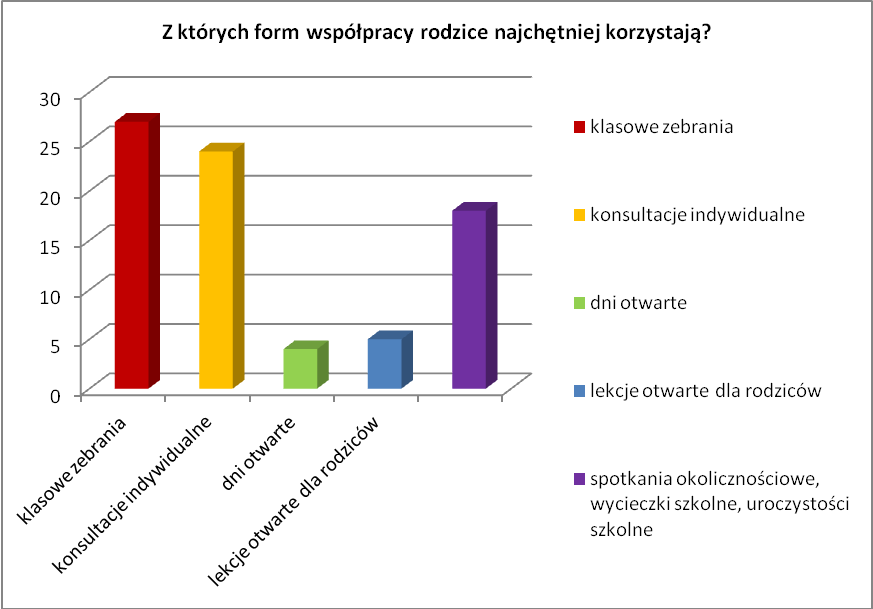 Z których form współpracy rodzice najchętniej korzystają?
30
25
20
15
10
5
0
klasowe zebrania
konsultacje indywidualne
dni otwarte
lekcje otwarte dla rodziców
klasowe zebrania
konsultacje indywidualne
dni otwarte
lekcje otwarte dla rodziców
spotkania okolicznościowe,
wycieczki szkolne, uroczystości
szkolne